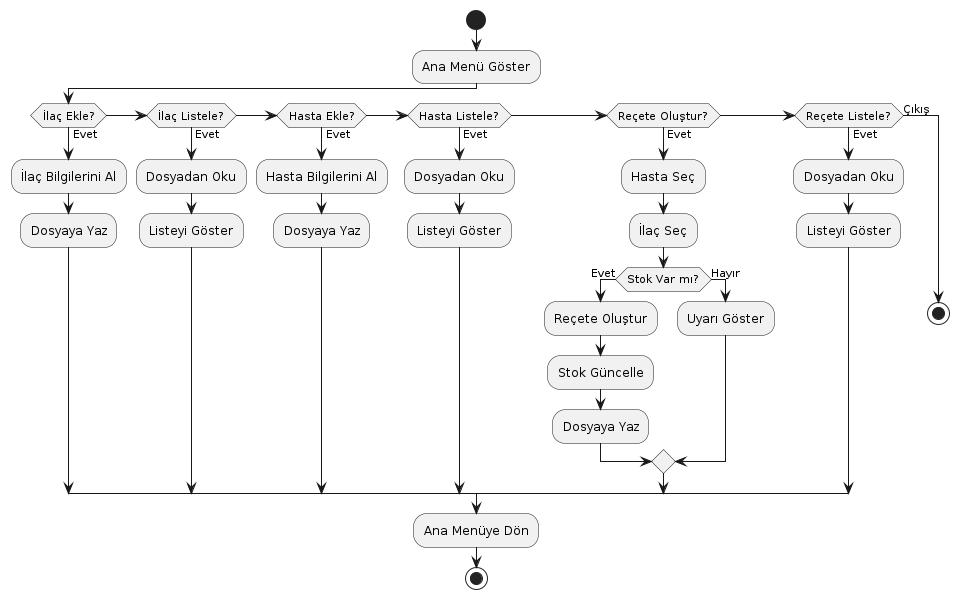 Ana Menü Göster
İlaç Ekle?
İlaç Listele?
Hasta Ekle?
Hasta Listele?
Reçete Oluştur?
Reçete Listele?
Çıkış
Evet
Evet
Evet
Evet
Evet
Evet
İlaç Bilgilerini Al
Dosyadan Oku
Hasta Bilgilerini Al
Dosyadan Oku
Hasta Seç
Dosyadan Oku
Dosyaya Yaz
Listeyi Göster
Dosyaya Yaz
Listeyi Göster
İlaç Seç
Listeyi Göster
Evet
Stok Var mı?
Hayır
Reçete Oluştur
Uyarı Göster
Stok Güncelle
Dosyaya Yaz
Ana Menüye Dön